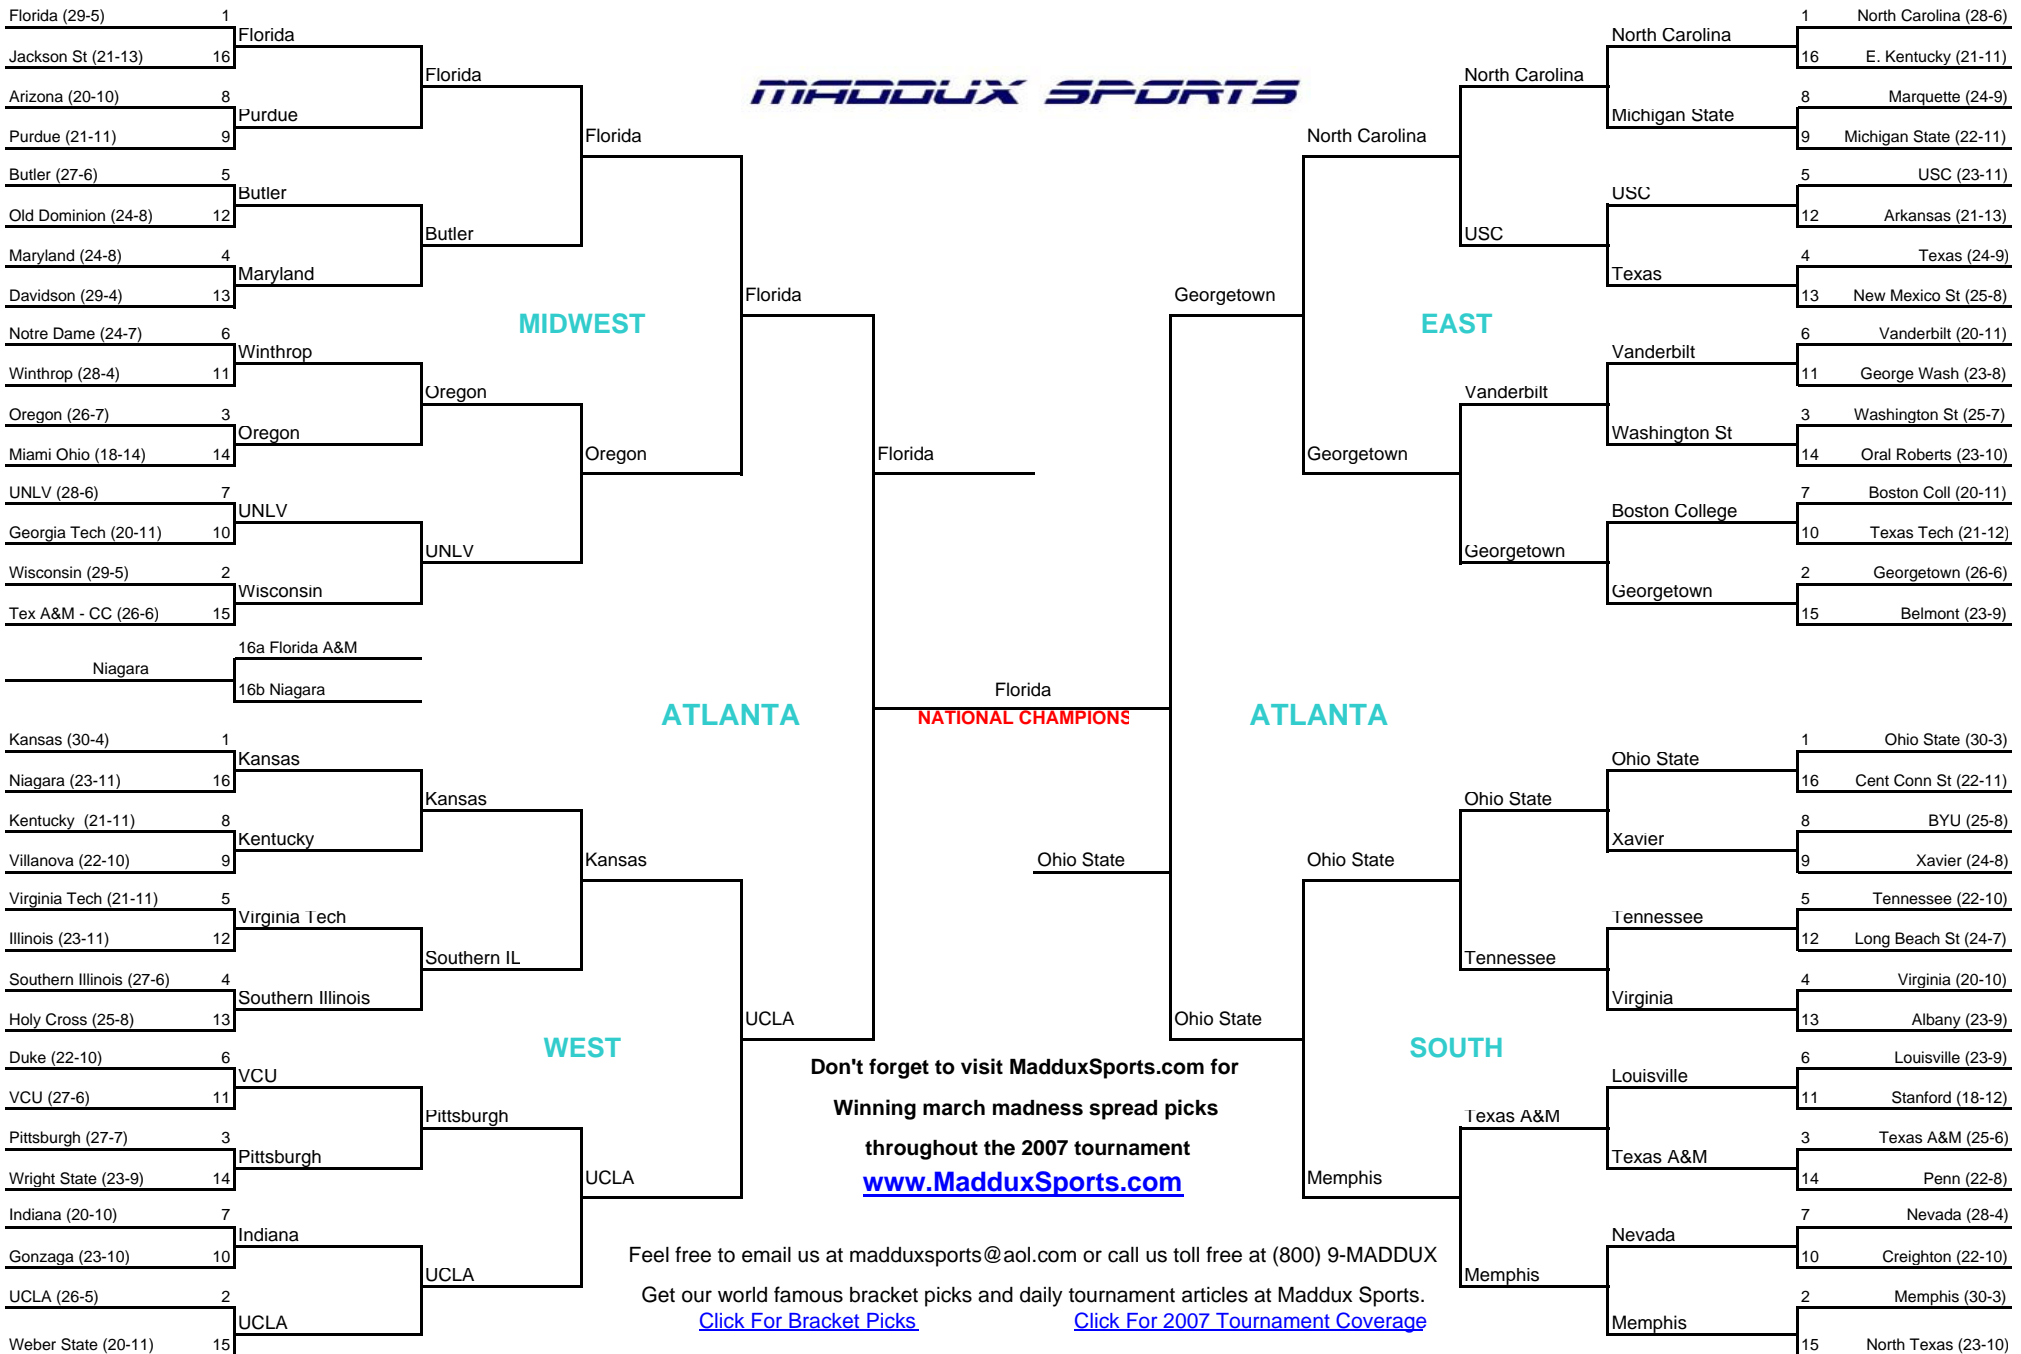 MADDUX SPORTS
Florida (29-5) 1
Jackson St (21-13) 16
Arizona (20-10) 8
Purdue (21-11) 9
Butler (27-6) 5
Old Dominion (24-8) 12
Maryland (24-8) 4
Davidson (29-4) 13
Notre Dame (24-7) 6
Winthrop (28-4) 11
Oregon (26-7) 3
Miami Ohio (18-14) 14
UNLV (28-6) 7
Georgia Tech (20-11) 10
Wisconsin (29-5) 2
Tex A&M - CC (26-6) 15
Florida
Purdue
Butler
Maryland
Winthrop
Oregon
UNLV
Wisconsin
Florida
Butler
Oregon
UNLV
Florida
Oregon
Florida
MIDWEST
Niagara
16a Florida A&M
16b Niagara
Kansas (30-4) 1
Niagara (23-11) 16
Kentucky (21-11) 8
Villanova (22-10) 9
Virginia Tech (21-11) 5
Illinois (23-11) 12
Southern Illinois (27-6) 4
Holy Cross (25-8) 13
Duke (22-10) 6
VCU (27-6) 11
Pittsburgh (27-7) 3
Wright State (23-9) 14
Indiana (20-10) 7
Gonzaga (23-10) 10
UCLA (26-5) 2
Weber State (20-11) 15
Kansas
Kentucky
Virginia Tech
Southern Illinois
VCU
Pittsburgh
Indiana
UCLA
Kansas
Southern IL
Pittsburgh
UCLA
Kansas
UCLA
UCLA
WEST
ATLANTA
Florida
Florida
NATIONAL CHAMPIONS
Ohio State
ATLANTA
1 North Carolina (28-6)
16 E. Kentucky (21-11)
8 Marquette (24-9)
9 Michigan State (22-11)
5 USC (23-11)
12 Arkansas (21-13)
4 Texas (24-9)
13 New Mexico St (25-8)
6 Vanderbilt (20-11)
11 George Wash (23-8)
3 Washington St (25-7)
14 Oral Roberts (23-10)
7 Boston Coll (20-11)
10 Texas Tech (21-12)
2 Georgetown (26-6)
15 Belmont (23-9)
North Carolina
Michigan State
USC
Texas
Vanderbilt
Washington St
Boston College
Georgetown
North Carolina
USC
Vanderbilt
Georgetown
North Carolina
Georgetown
Georgetown
EAST
1 Ohio State (30-3)
16 Cent Conn St (22-11)
8 BYU (25-8)
9 Xavier (24-8)
5 Tennessee (22-10)
12 Long Beach St (24-7)
4 Virginia (20-10)
13 Albany (23-9)
6 Louisville (23-9)
11 Stanford (18-12)
3 Texas A&M (25-6)
14 Penn (22-8)
7 Nevada (28-4)
10 Creighton (22-10)
2 Memphis (30-3)
15 North Texas (23-10)
Ohio State
Xavier
Tennessee
Virginia
Louisville
Texas A&M
Nevada
Memphis
Ohio State
Tennessee
Texas A&M
Memphis
Ohio State
Memphis
Ohio State
SOUTH
Don't forget to visit MadduxSports.com for
Winning march madness spread picks
throughout the 2007 tournament
www.MadduxSports.com
Feel free to email us at madduxsports@aol.com or call us toll free at (800) 9-MADDUX
Get our world famous bracket picks and daily tournament articles at Maddux Sports.
Click For Bracket Picks Click For 2007 Tournament Coverage